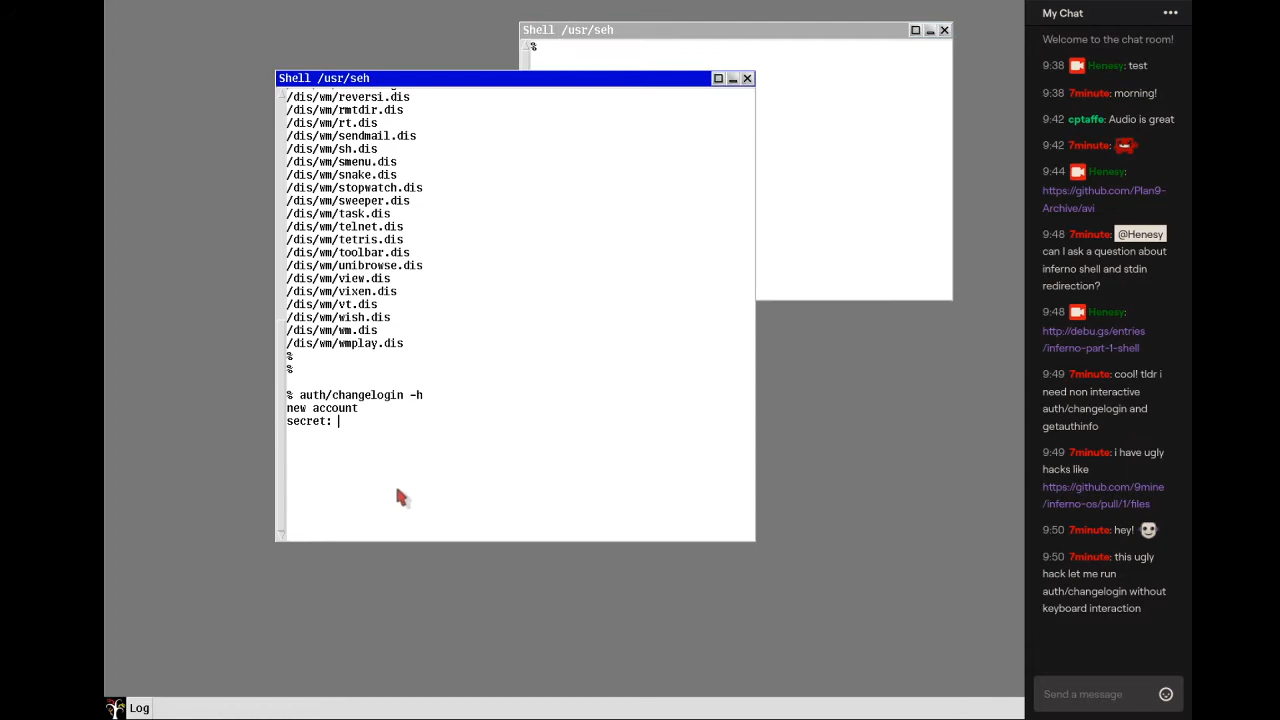 Shell /usr/seh
%
Shell /usr/seh
/dis/wm/reversi.dis
/dis/wm/rmtdir.dis
/dis/wm/rt.dis
/dis/wm/sendmail.dis
/dis/wm/sh.dis
/dis/wm/smenu.dis
/dis/wm/snake.dis
/dis/wm/stopwatch.dis
/dis/wm/sweeper.dis
/dis/wm/task.dis
/dis/wm/telnet.dis
/dis/wm/tetris.dis
/dis/wm/toolbar.dis
/dis/wm/unibrowse.dis
/dis/wm/view.dis
/dis/wm/vixen.dis
/dis/wm/vt.dis
/dis/wm/wish.dis
/dis/wm/wm.dis
/dis/wm/wmplay.dis
%
%
% auth/changelogin -h
new account
secret:
Log
My Chat
Welcome to the chat room!
9:38 Henesy: test
9:38 7minute: morning!
9:42 cptaffe: Audio is great
9:42 7minute:
9:44 Henesy:
https://github.com/Plan9-
Archive/avi
9:48 7minute: @Henesy
can I ask a question about
inferno shell and stdin
redirection?
9:48 Henesy:
http://debu.gs/entries
/inferno-part-1-shell
9:49 7minute: cool! tldr i
need non interactive
auth/changelogin and
getauthinfo
9:49 7minute: i have ugly
hacks like
https://github.com/9mine
/inferno-os/pull/1/files
9:50 7minute: hey!
9:50 7minute: this ugly
hack let me run
auth/changelogin without
keyboard interaction
Send a message